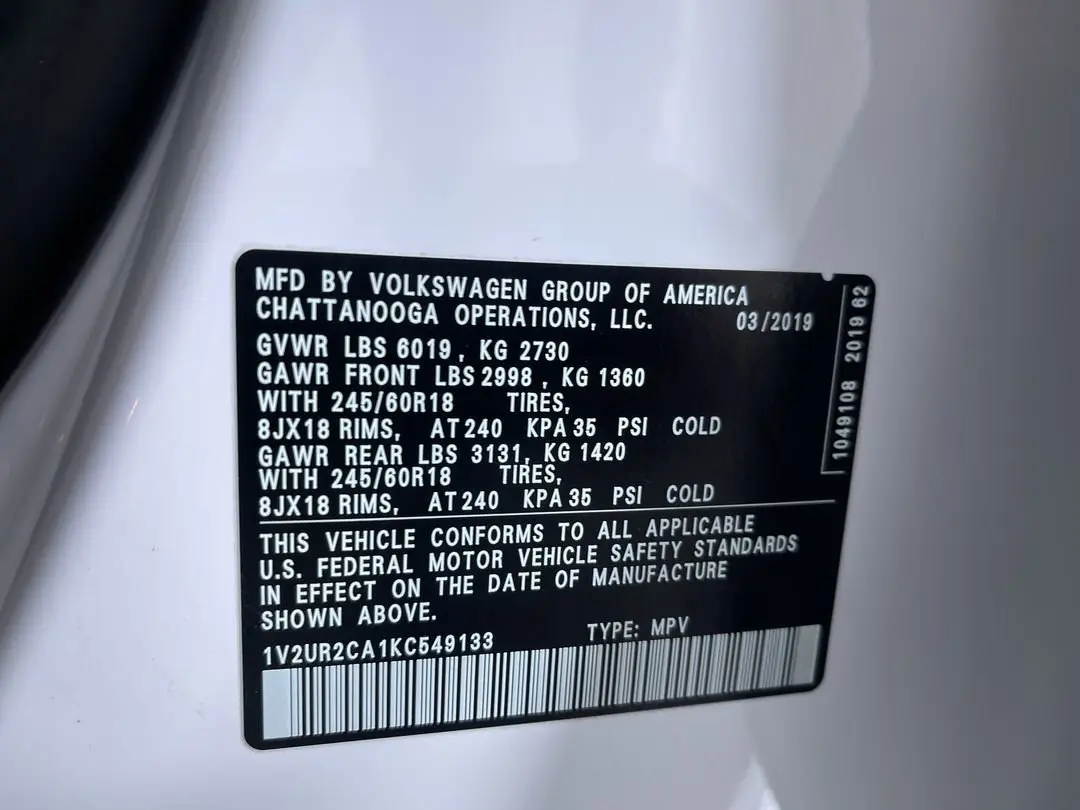 MFD BY VOLKSWAGEN GROUP OF AMERICA
CHATTANOOGA OPERATIONS, LLC. 03/2019
GVWR LBS 6019, KG 2730
GAWR FRONT LBS 2998, KG 1360
WITH 245/60R18 TIRES,
8JX18 RIMS, AT 240 KPA 35 PSI COLD
GAWR REAR LBS 3131, KG 1420
WITH 245/60R18 TIRES,
8JX18 RIMS, AT 240 KPA 35 PSI COLD
THIS VEHICLE CONFORMS TO ALL APPLICABLE
U.S. FEDERAL MOTOR VEHICLE SAFETY STANDARDS
IN EFFECT ON THE DATE OF MANUFACTURE
SHOWN ABOVE.
1V2UR2CA1KC549133 TYPE: MPV
1049108 2019 62